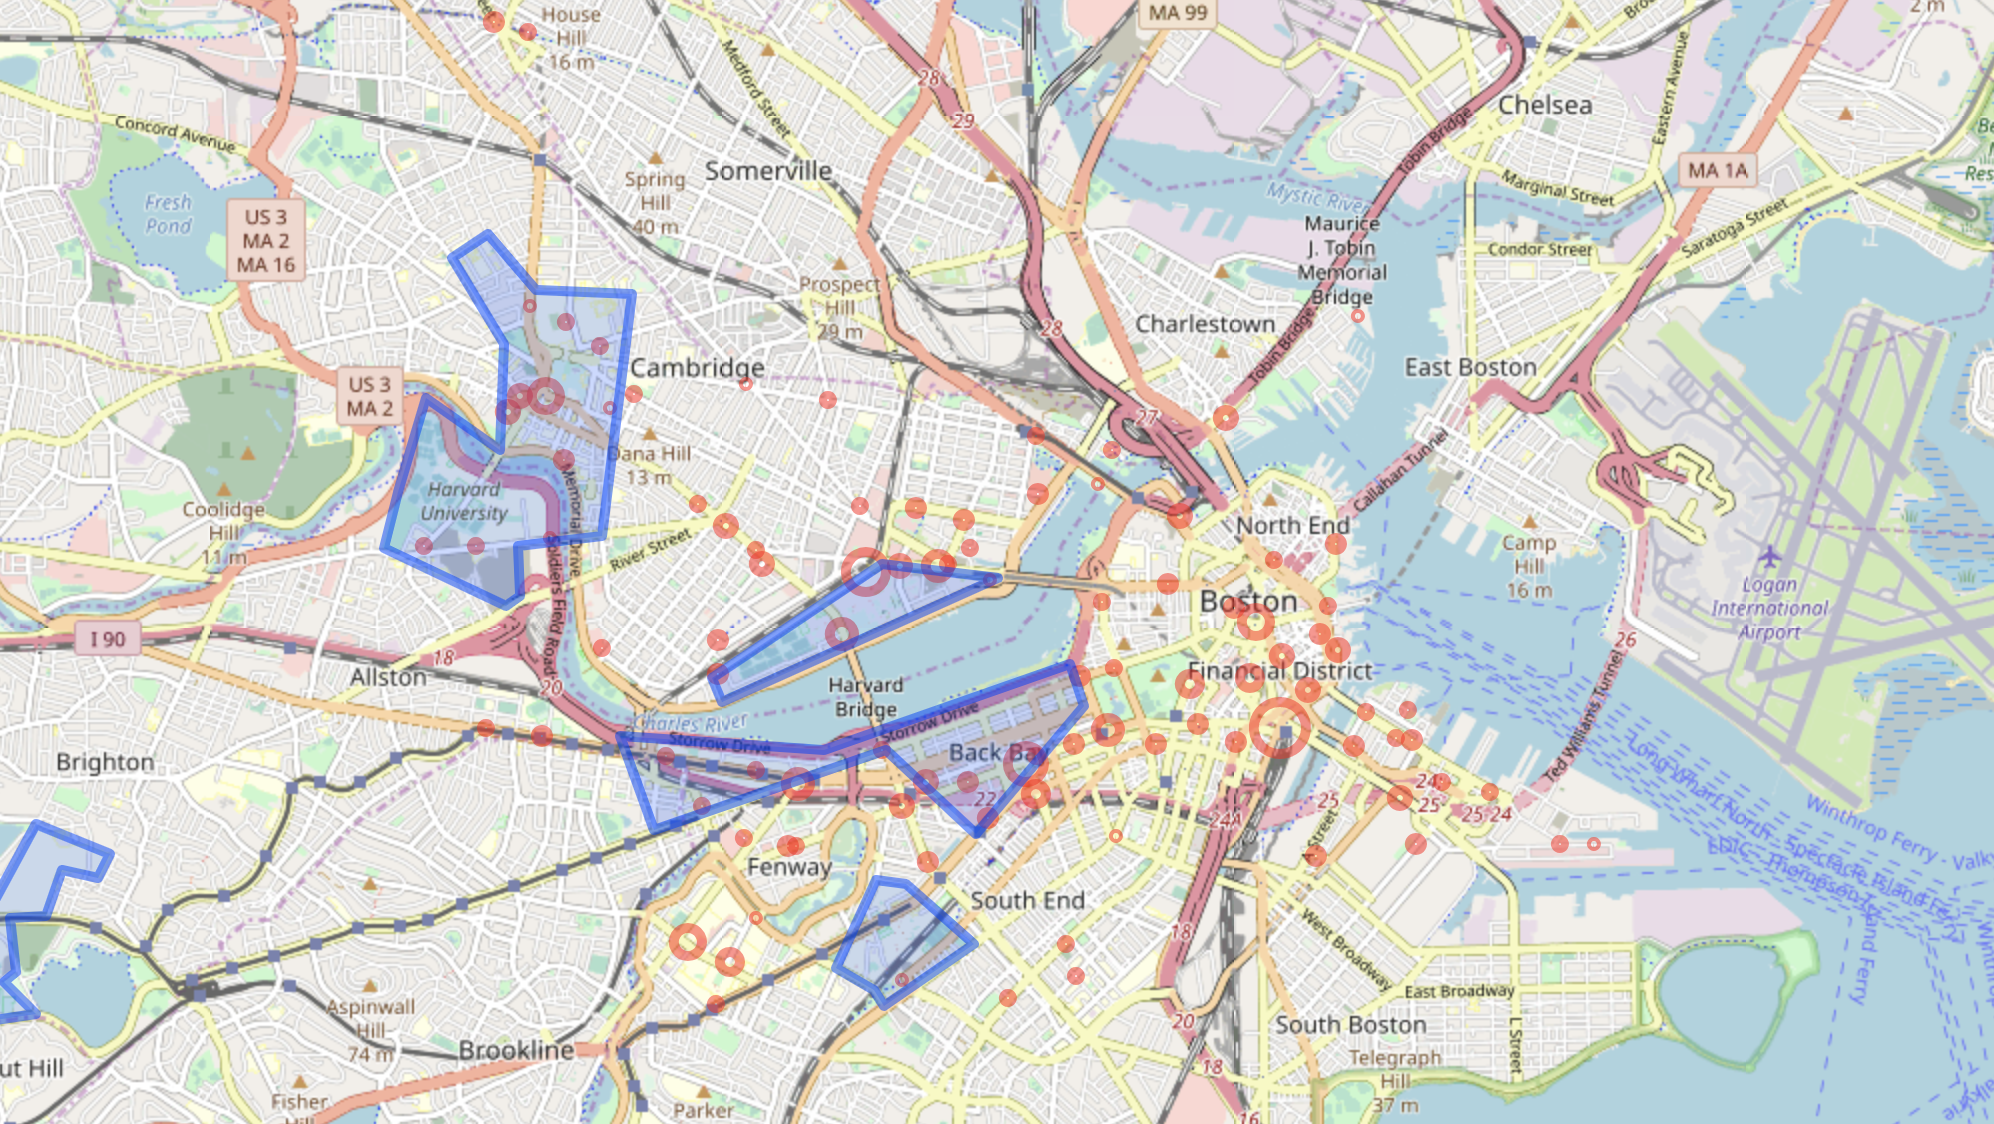 MA 99
2 m
House
Hill
16 m
28
Medford Street
Eastern Avenue
Chelsea
29
Concord Avenue
Tobin Bridge
Somerville
MA 1A
Spring
Hill
40 m
Marginal Street
Mystic River
Fresh
Pond
US 3
MA 2
MA 16
Maurice
J. Tobin
Memorial
Bridge
Saratoga Street
Condor Street
Prospect
Hill
29 m
28
Charlestown
Tobin Bridge
Cambridge
East Boston
US 3
MA 2
27
Dana Hill
13 m
Callahan Tunnel
Harvard
University
Memorial Drive
Coolidge
Hill
11 m
North End
River Street
Camp
Hill
16 m
Soldiers Field Road
Logan
International
Airport
Boston
I 90
26
18
Financial District
Allston
20
Harvard
Bridge
Charles River
Storrow Drive
Storrow Drive
Ted Williams Tunnel
Back Bay
Brighton
Long Wharf North - Spectacle Island Fe
Winthrop Ferry - Valk
24
22
25
25
25-24
24A
A Street
EDIC - Thompson Island Ferry
Fenway
South End
18
West Broadway
East Broadway
Aspinwall
Hill
74 m
20
South Boston
L Street
Brookline
Telegraph
Hill
37 m
ut Hill
18
Fisher
Hill
Parker
16